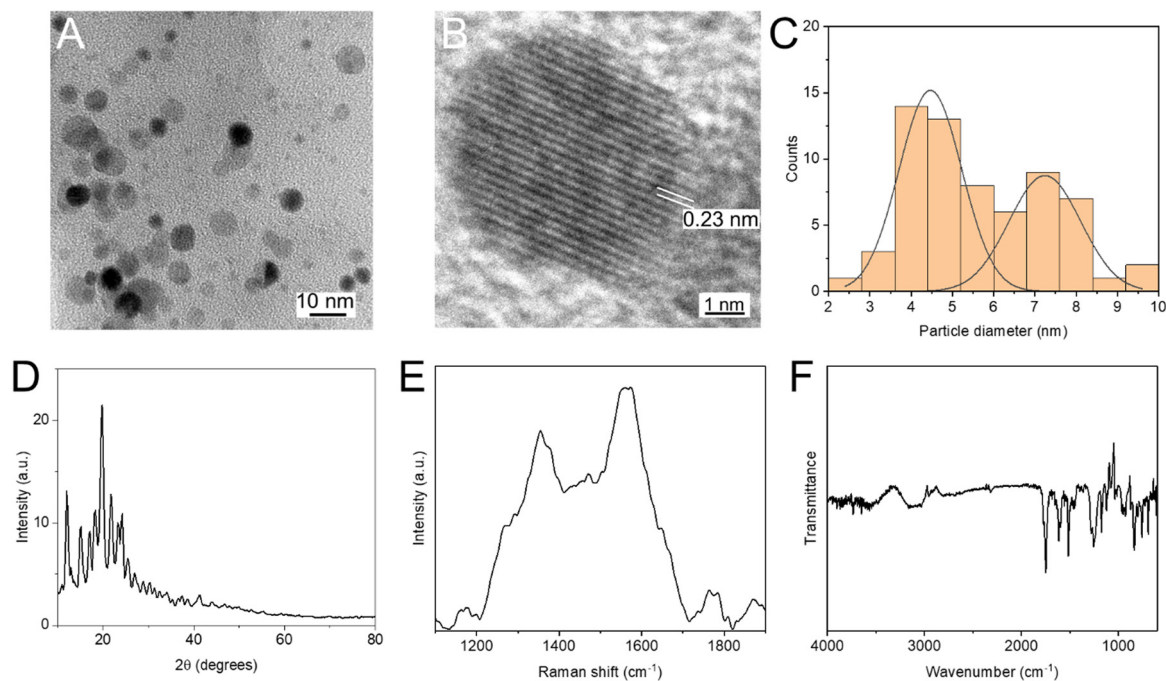 A
10 nm
B
0.23 nm
1 nm
C
20
15
10
5
0
Counts
2 3 4 5 6 7 8 9 10
Particle diameter (nm)
D
20
10
0
Intensity (a.u.)
20 40 60 80
2θ (degrees)
E
Intensity (a.u.)
1200 1400 1600 1800
Raman shift (cm⁻¹)
F
Transmittance
4000 3000 2000 1000
Wavenumber (cm⁻¹)